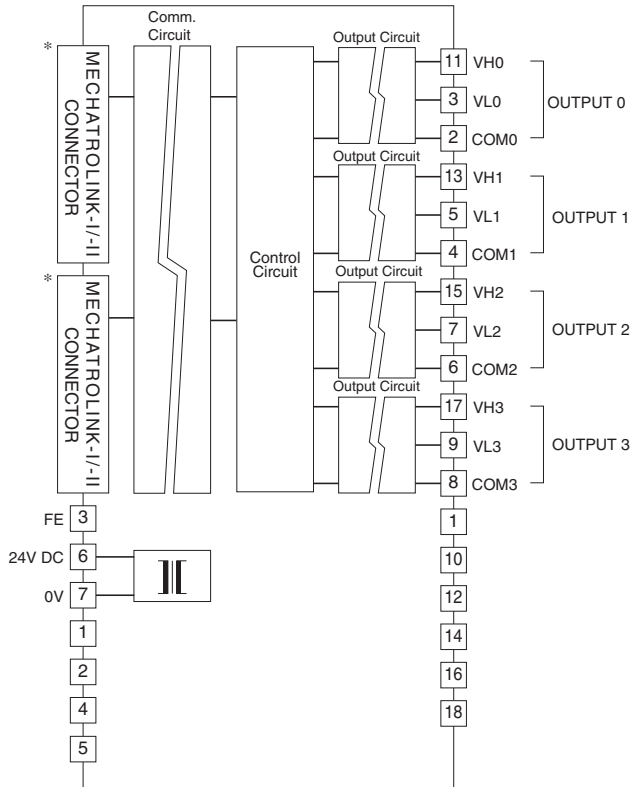 Comm.
Circuit
*
MECHATROLINK-I/-II
CONNECTOR
*
MECHATROLINK-I/-II
CONNECTOR
Control
Circuit
Output Circuit
11 VH0
3 VL0
2 COM0
OUTPUT 0
Output Circuit
13 VH1
5 VL1
4 COM1
OUTPUT 1
Output Circuit
15 VH2
7 VL2
6 COM2
OUTPUT 2
Output Circuit
17 VH3
9 VL3
8 COM3
OUTPUT 3
FE 3
24V DC 6
0V 7
1
2
4
5
1
10
12
14
16
18